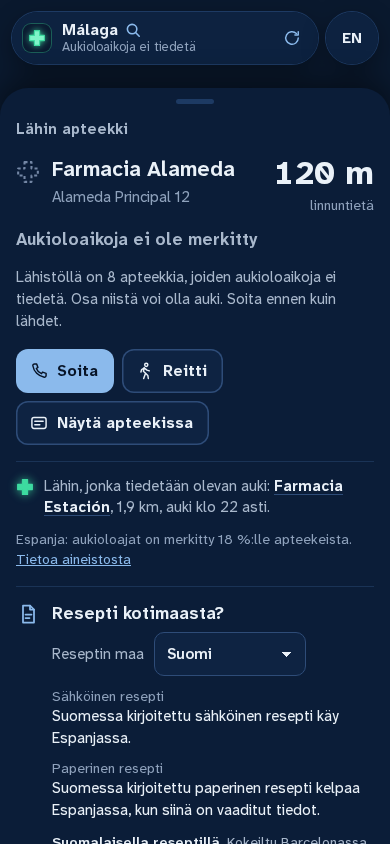 Málaga
Aukioloaikoja ei tiedetä
EN
Lähin apteekki
Farmacia Alameda
120 m
Alameda Principal 12
linnuntietä
Aukioloaikoja ei ole merkitty
Lähistöllä on 8 apteekkia, joiden aukioloaikoja ei
tiedetä. Osa niistä voi olla auki. Soita ennen kuin
lähdet.
Soita
Reitti
Näytä apteekissa
Lähin, jonka tiedetään olevan auki: Farmacia
Estación, 1,9 km, auki klo 22 asti.
Espanja: aukioloajat on merkitty 18 %:lle apteekeista.
Tietoa aineistosta
Resepti kotimaasta?
Reseptin maa
Suomi
Sähköinen resepti
Suomessa kirjoitettu sähköinen resepti käy
Espanjassa.
Paperinen resepti
Suomessa kirjoitettu paperinen resepti kelpaa
Espanjassa, kun siinä on vaaditut tiedot.
Suomalaisella reseptillä. Kokeiltu Barcelonassa